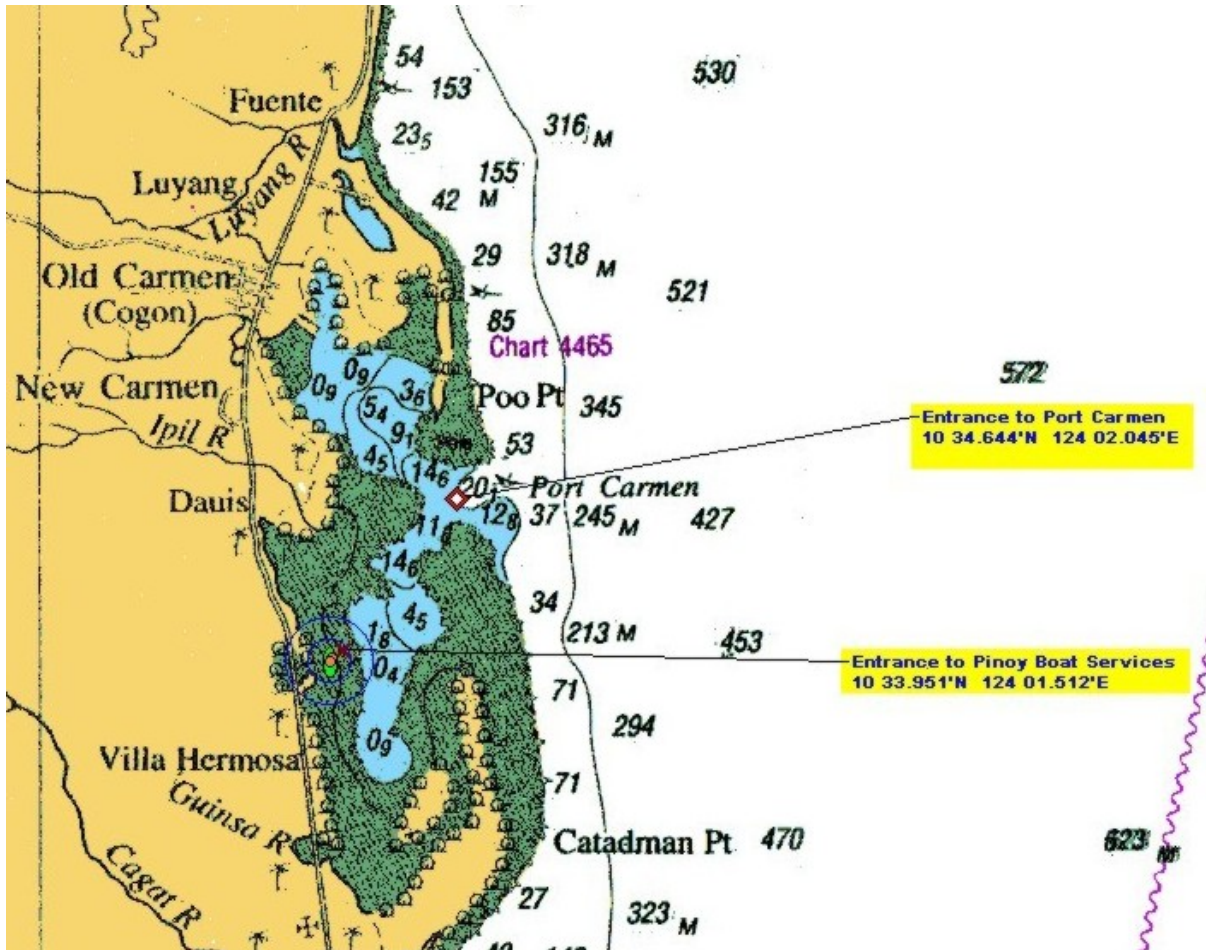 54
530
153
Fuente
23₅
316 M
155
M
Luyang
Luyang R
42
29
318 M
Old Carmen
(Cogon)
521
85
Chart 4465
572
0₉
0₉
3₆
New Carmen
Poo Pt
345
5₄
9₁
Entrance to Port Carmen
10 34.644'N 124 02.045'E
Ipil R
4₅
14₆
53
20₁
Port Carmen
Dauis
12₈
37
245 M
427
11
14₆
34
4₅
1₈
213 M
453
0₄
Entrance to Pinoy Boat Services
10 33.951'N 124 01.512'E
71
294
0₉
Villa Hermosa
71
Guinsa R
Catadman Pt
470
623 M
Cagat R
27
323 M